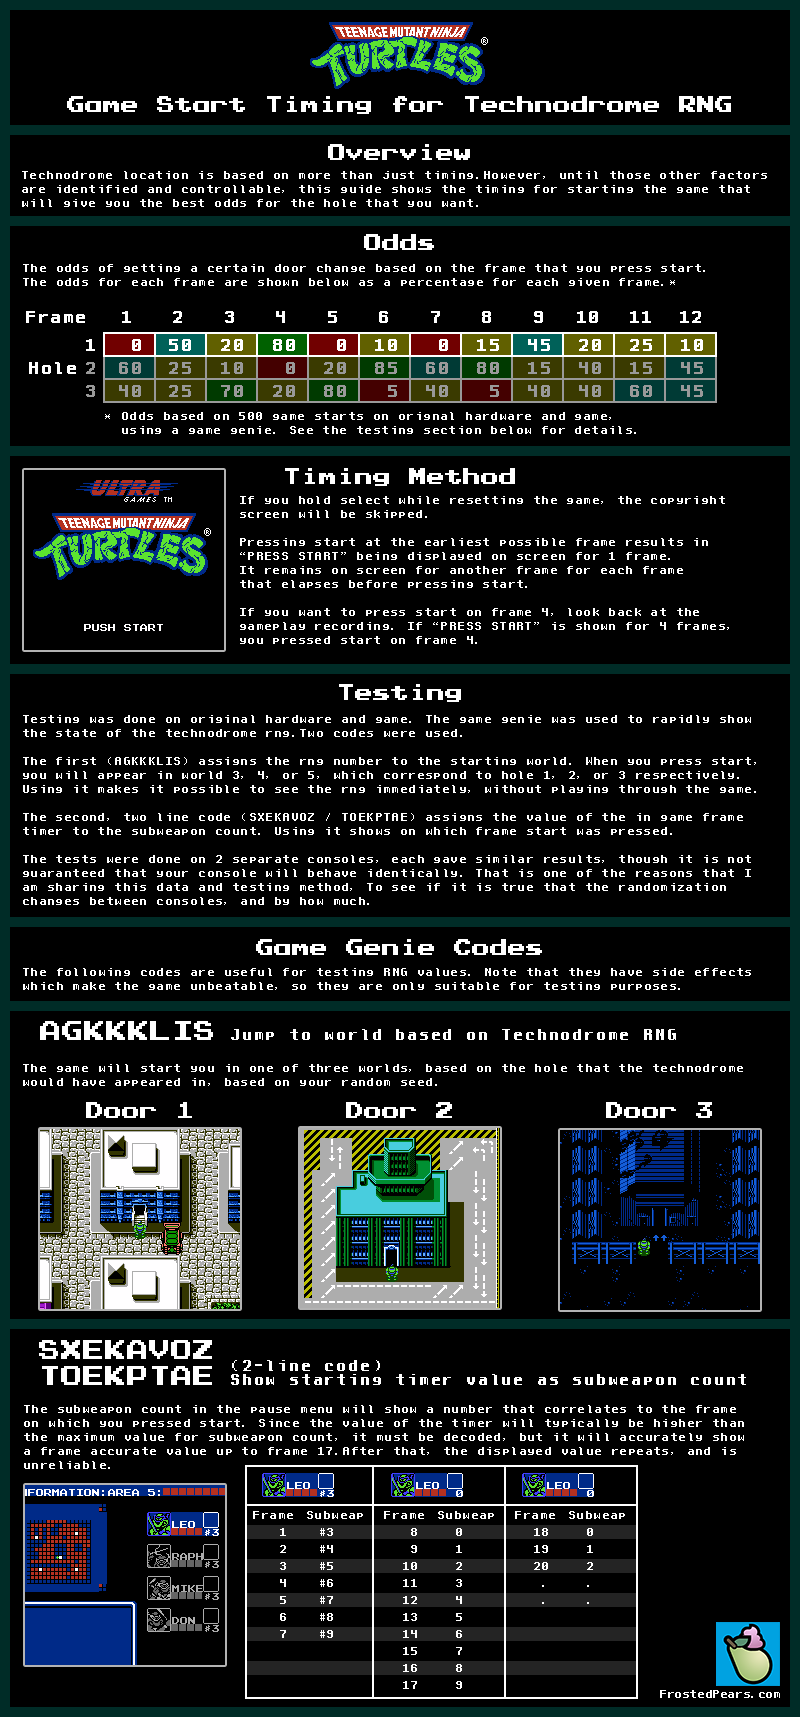 TEENAGE MUTANT NINJA
TURTLES®
Game Start Timing for Technodrome RNG
Overview
Technodrome location is based on more than just timing. However, until those other factors
are identified and controllable, this guide shows the timing for starting the game that
will give you the best odds for the hole that you want.
Odds
The odds of getting a certain door change based on the frame that you press start.
The odds for each frame are shown below as a percentage for each given frame.*
Frame 1 2 3 4 5 6 7 8 9 10 11 12
1 0 50 20 80 0 10 0 15 45 20 25 10
Hole 2 60 25 10 0 20 85 60 80 15 40 15 45
3 40 25 70 20 80 5 40 5 40 40 60 45
* Odds based on 500 game starts on orignal hardware and game,
using a game genie. See the testing section below for details.
ULTRA
GAMES TM
TEENAGE MUTANT NINJA
TURTLES®
PUSH START
Timing Method
If you hold select while resetting the game, the copyright
screen will be skipped.
Pressing start at the earliest possible frame results in
“PRESS START” being displayed on screen for 1 frame.
It remains on screen for another frame for each frame
that elapses before pressing start.
If you want to press start on frame 4, look back at the
gameplay recording. If “PRESS START” is shown for 4 frames,
you pressed start on frame 4.
Testing
Testing was done on original hardware and game. The game genie was used to rapidly show
the state of the technodrome rng. Two codes were used.
The first (AGKKKLIS) assigns the rng number to the starting world. When you press start,
you will appear in world 3, 4, or 5, which correspond to hole 1, 2, or 3 respectively.
Using it makes it possible to see the rng immediately, without playing through the game.
The second, two line code (SXEKAVOZ / TOEKPTAE) assigns the value of the in game frame
timer to the subweapon count. Using it shows on which frame start was pressed.
The tests were done on 2 separate consoles, each gave similar results, though it is not
guaranteed that your console will behave identically. That is one of the reasons that I
am sharing this data and testing method, To see if it is true that the randomization
changes between consoles, and by how much.
Game Genie Codes
The following codes are useful for testing RNG values. Note that they have side effects
which make the game unbeatable, so they are only suitable for testing purposes.
AGKKKLIS Jump to world based on Technodrome RNG
The game will start you in one of three worlds, based on the hole that the technodrome
would have appeared in, based on your random seed.
Door 1 Door 2 Door 3
SXEKAVOZ
TOEKPTAE
(2-line code)
Show starting timer value as subweapon count
The subweapon count in the pause menu will show a number that correlates to the frame
on which you pressed start. Since the value of the timer will typically be higher than
the maximum value for subweapon count, it must be decoded, but it will accurately show
a frame accurate value up to frame 17. After that, the displayed value repeats, and is
unreliable.
FORMATION:AREA 5:
LEO #3
RAPH #3
MIKE #3
DON #3
LEO #3 LEO 0 LEO 0
Frame Subweap Frame Subweap Frame Subweap
1 #3 8 0 18 0
2 #4 9 1 19 1
3 #5 10 2 20 2
4 #6 11 3 . .
5 #7 12 4 . .
6 #8 13 5
7 #9 14 6
15 7
16 8
17 9
FrostedPears.com